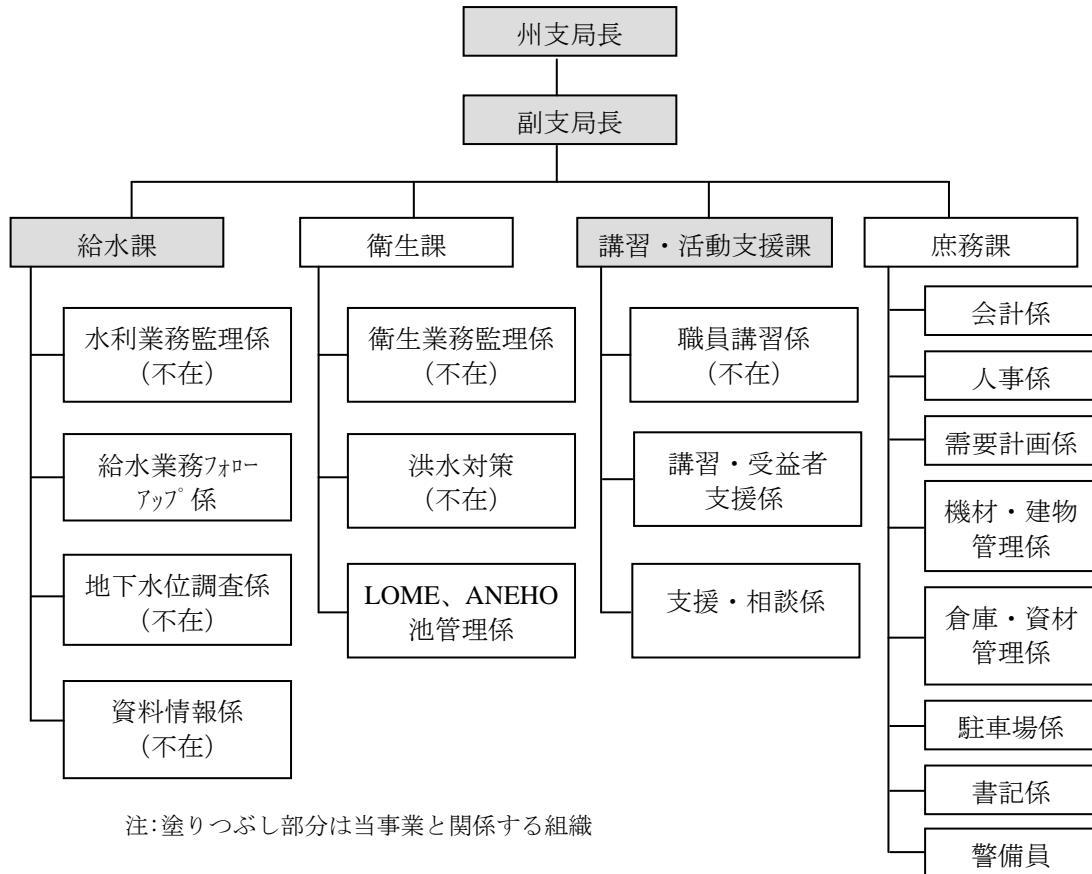 州支局長
副支局長
給水課
衛生課
講習・活動支援課
庶務課
水利業務監理係
（不在）
給水業務ﾌｫﾛｰ
ｱｯﾌﾟ係
地下水位調査係
（不在）
資料情報係
（不在）
衛生業務監理係
（不在）
洪水対策
（不在）
LOME、ANEHO
池管理係
職員講習係
（不在）
講習・受益者
支援係
支援・相談係
会計係
人事係
需要計画係
機材・建物
管理係
倉庫・資材
管理係
駐車場係
書記係
警備員
注：塗りつぶし部分は当事業と関係する組織